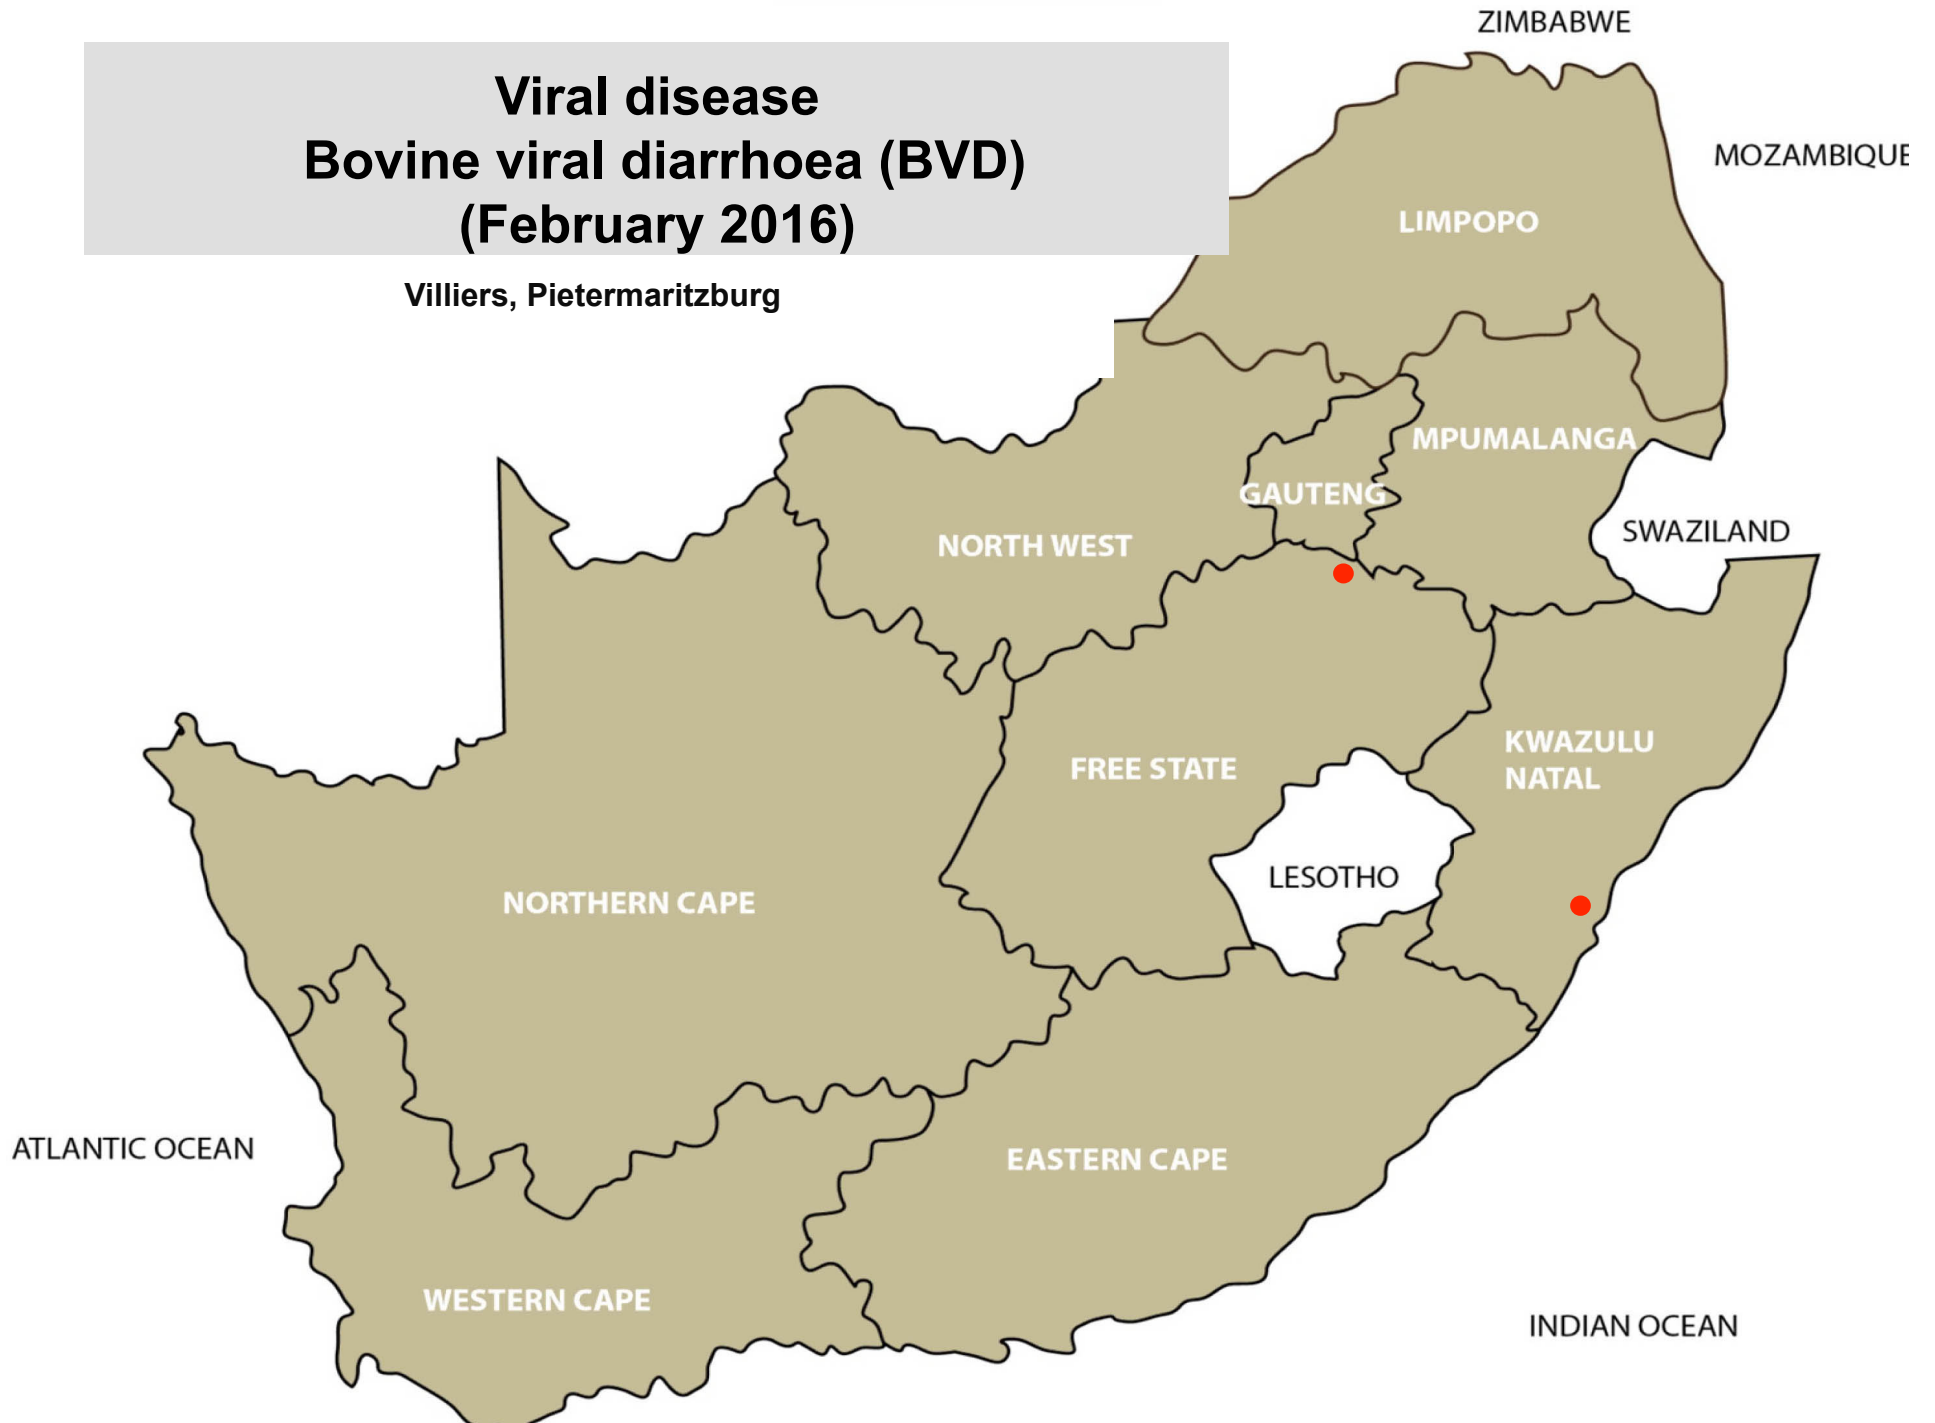 ZIMBABWE
Viral disease
Bovine viral diarrhoea (BVD)
(February 2016)
MOZAMBIQUE
LIMPOPO
Villiers, Pietermaritzburg
MPUMALANGA
GAUTENG
SWAZILAND
NORTH WEST
KWAZULU
NATAL
FREE STATE
LESOTHO
NORTHERN CAPE
ATLANTIC OCEAN
EASTERN CAPE
WESTERN CAPE
INDIAN OCEAN